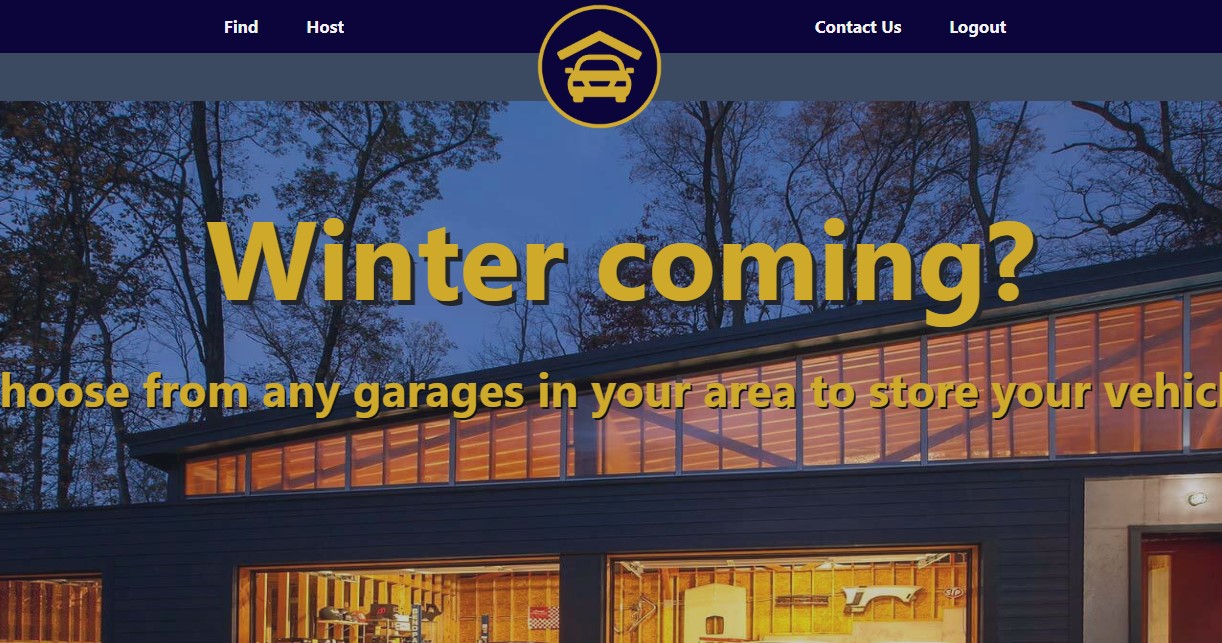 Find Host Contact Us Logout
Winter coming?
hoose from any garages in your area to store your vehic